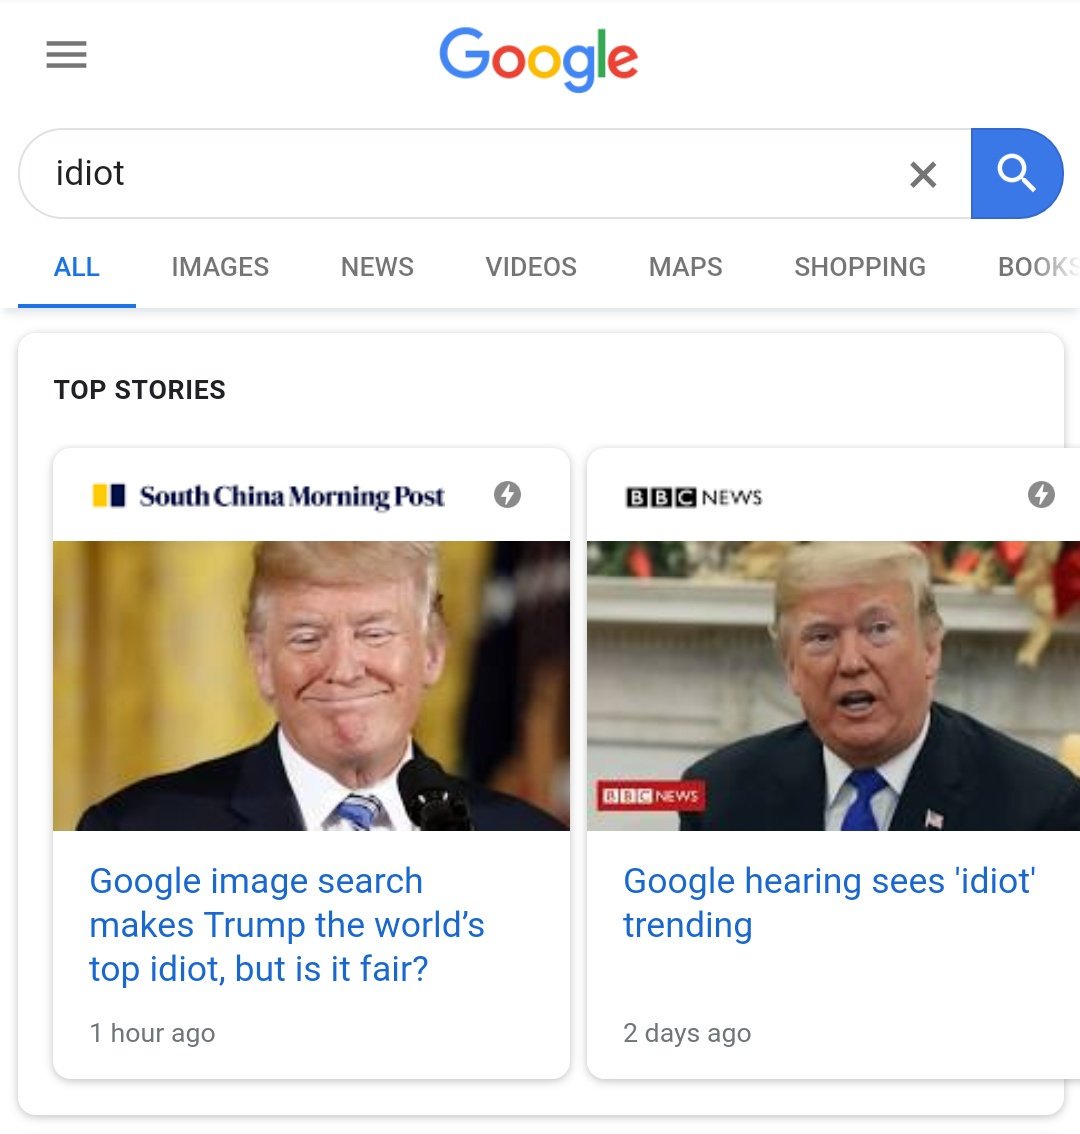 Google
idiot
ALL IMAGES NEWS VIDEOS MAPS SHOPPING BOOKS
TOP STORIES
South China Morning Post
Google image search
makes Trump the world’s
top idiot, but is it fair?
1 hour ago
BBC NEWS
BBC NEWS
Google hearing sees 'idiot'
trending
2 days ago